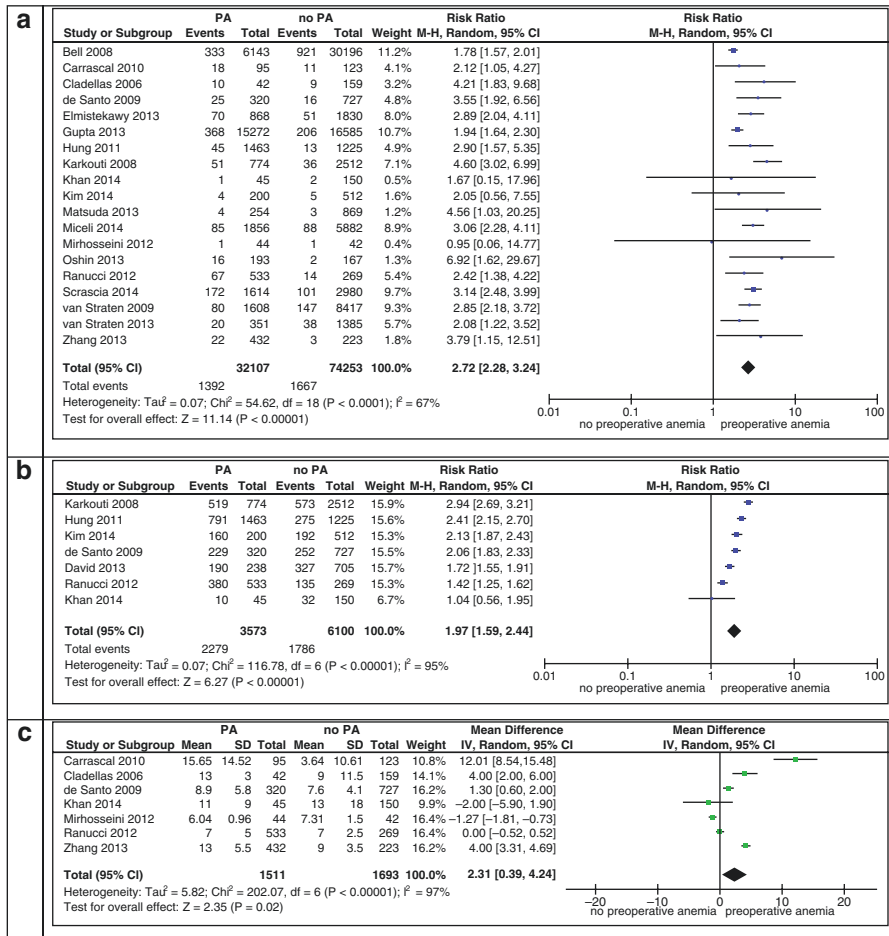 a
PA no PA Risk Ratio Risk Ratio
Study or Subgroup Events Total Events Total Weight M-H, Random, 95% CI M-H, Random, 95% CI
Bell 2008 333 6143 921 30196 11.2% 1.78 [1.57, 2.01]
Carrascal 2010 18 95 11 123 4.1% 2.12 [1.05, 4.27]
Cladellas 2006 10 42 9 159 3.2% 4.21 [1.83, 9.68]
de Santo 2009 25 320 16 727 4.8% 3.55 [1.92, 6.56]
Elmistekawy 2013 70 868 51 1830 8.0% 2.89 [2.04, 4.11]
Gupta 2013 368 15272 206 16585 10.7% 1.94 [1.64, 2.30]
Hung 2011 45 1463 13 1225 4.8% 2.90 [1.57, 5.35]
Karkouti 2008 51 774 36 2512 7.1% 4.60 [3.02, 6.99]
Khan 2014 1 45 2 150 0.5% 1.67 [0.15, 17.96]
Kim 2014 4 200 5 512 1.6% 2.05 [0.56, 7.55]
Matsuda 2013 4 254 3 869 1.2% 4.56 [1.03, 20.25]
Miceli 2014 85 1856 88 5882 8.9% 3.06 [2.28, 4.11]
Mirhosseini 2012 1 44 1 42 0.4% 0.95 [0.06, 14.77]
Oshin 2013 16 193 2 167 1.3% 6.92 [1.62, 29.67]
Ranucci 2012 67 533 14 269 5.4% 2.42 [1.38, 4.22]
Scrascia 2014 172 1614 101 2980 9.7% 3.14 [2.48, 3.99]
van Straten 2009 80 1608 147 8417 9.3% 2.85 [2.18, 3.72]
van Straten 2013 20 351 38 1385 5.7% 2.08 [1.22, 3.52]
Zhang 2013 22 432 3 223 1.8% 3.79 [1.15, 12.51]
Total (95% CI) 32107 74253 100.0% 2.72 [2.28, 3.24]
Total events 1392 1667
Heterogeneity: Tau² = 0.07; Chi² = 54.62, df = 18 (P < 0.0001); I² = 67%
Test for overall effect: Z = 11.14 (P < 0.00001)
0.01 0.1 1 10 100
no preoperative anemia preoperative anemia
b
PA no PA Risk Ratio Risk Ratio
Study or Subgroup Events Total Events Total Weight M-H, Random, 95% CI M-H, Random, 95% CI
Karkouti 2008 519 774 573 2512 15.9% 2.94 [2.69, 3.21]
Hung 2011 791 1463 275 1225 15.6% 2.41 [2.15, 2.70]
Kim 2014 160 200 192 512 15.3% 2.13 [1.87, 2.43]
de Santo 2009 229 320 252 727 15.4% 2.06 [1.83, 2.33]
David 2013 190 238 327 705 15.7% 1.72 [1.55, 1.91]
Ranucci 2012 380 533 135 269 15.3% 1.42 [1.25, 1.62]
Khan 2014 10 45 32 150 6.7% 1.04 [0.56, 1.95]
Total (95% CI) 3573 6100 100.0% 1.97 [1.59, 2.44]
Total events 2279 1786
Heterogeneity: Tau² = 0.07; Chi² = 116.78, df = 6 (P < 0.00001); I² = 95%
Test for overall effect: Z = 6.27 (P < 0.00001)
0.01 0.1 1 10 100
no preoperative anemia preoperative anemia
c
PA no PA Mean Difference Mean Difference
Study or Subgroup Mean SD Total Mean SD Total Weight IV, Random, 95% CI IV, Random, 95% CI
Carrascal 2010 15.65 14.52 95 3.64 10.61 123 10.8% 12.01 [8.54,15.48]
Cladellas 2006 13 3 42 9 11.5 159 14.1% 4.00 [2.00, 6.00]
de Santo 2009 8.9 5.8 320 7.6 4.1 727 16.2% 1.30 [0.60, 2.00]
Khan 2014 11 9 45 13 18 150 9.9% −2.00 [−5.90, 1.90]
Mirhosseini 2012 6.04 0.96 44 7.31 1.5 42 16.4% −1.27 [−1.81, −0.73]
Ranucci 2012 7 5 533 7 2.5 269 16.4% 0.00 [−0.52, 0.52]
Zhang 2013 13 5.5 432 9 3.5 223 16.2% 4.00 [3.31, 4.69]
Total (95% CI) 1511 1693 100.0% 2.31 [0.39, 4.24]
Heterogeneity: Tau² = 5.82; Chi² = 202.07, df = 6 (P < 0.00001); I² = 97%
Test for overall effect: Z = 2.35 (P = 0.02)
−20 −10 0 10 20
no preoperative anemia preoperative anemia